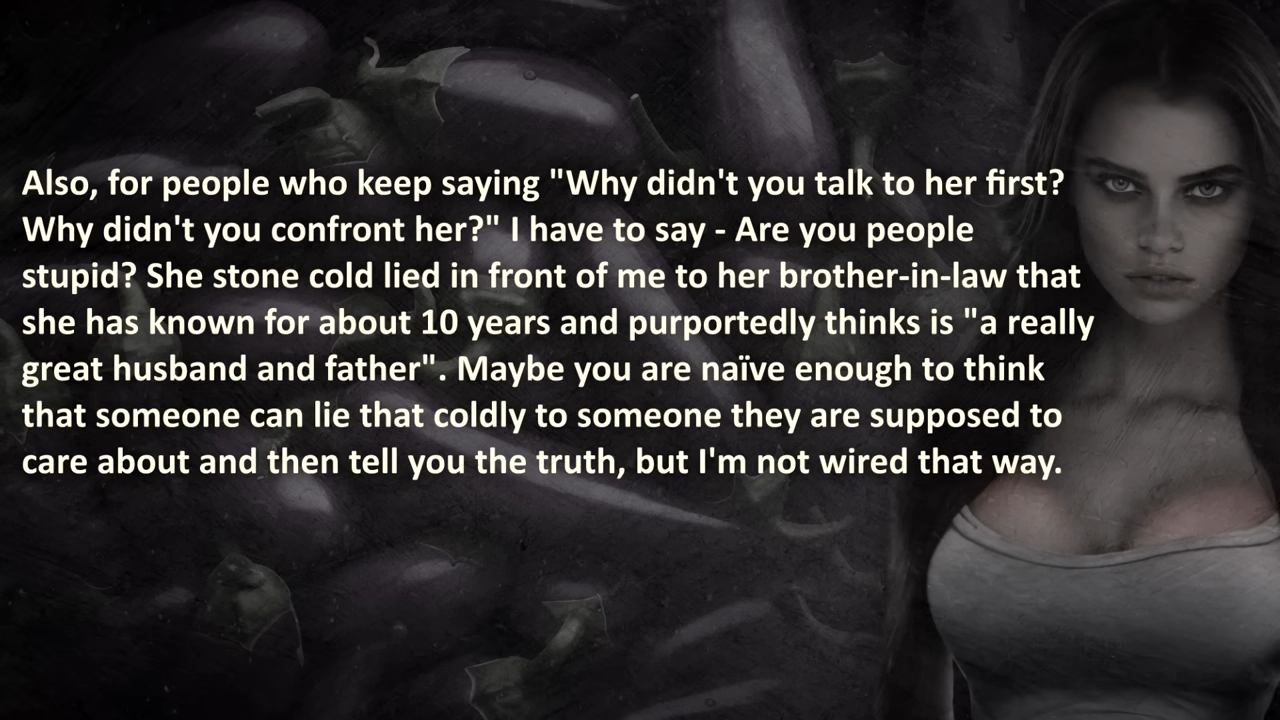 Also, for people who keep saying "Why didn't you talk to her first?
Why didn't you confront her?" I have to say - Are you people
stupid? She stone cold lied in front of me to her brother-in-law that
she has known for about 10 years and purportedly thinks is "a really
great husband and father". Maybe you are naïve enough to think
that someone can lie that coldly to someone they are supposed to
care about and then tell you the truth, but I'm not wired that way.